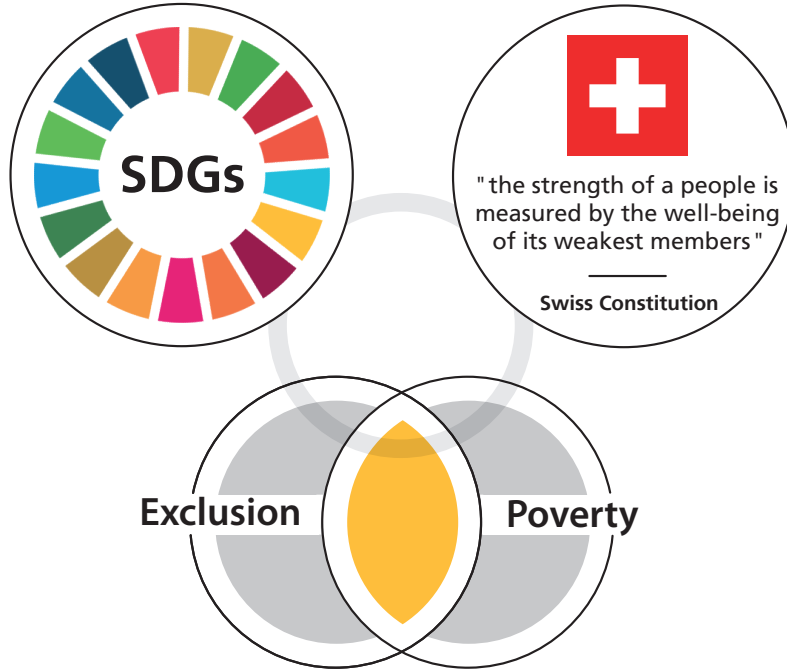 SDGs
"the strength of a people is
measured by the well-being
of its weakest members"
Swiss Constitution
Exclusion
Poverty